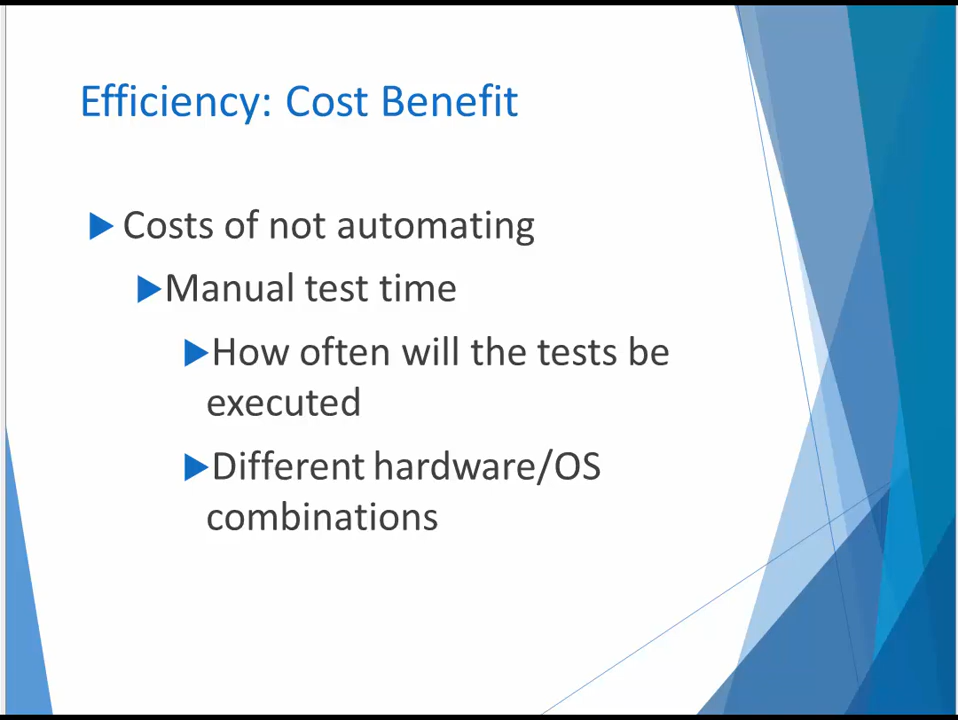 Efficiency: Cost Benefit
Costs of not automating
Manual test time
How often will the tests be
executed
Different hardware/OS
combinations